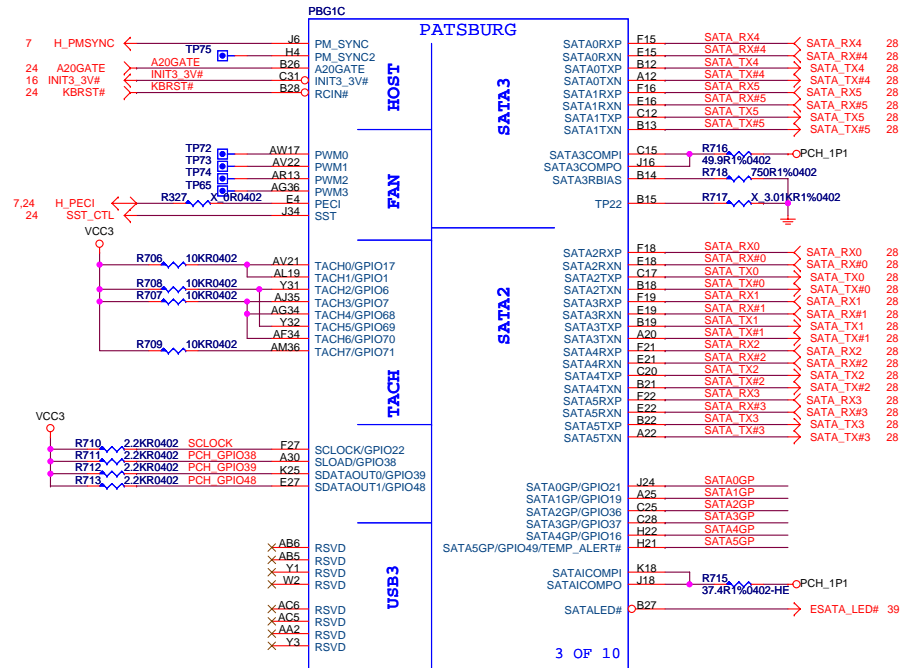 PBG1C
PATSBURG
7 H_PMSYNC J6 PM_SYNC
TP75 H4 PM_SYNC2
24 A20GATE A20GATE B26 A20GATE
16 INIT3_3V# INIT3_3V# C31 INIT3_3V#
24 KBRST# KBRST# B28 RCIN#
HOST
TP72 AW17 PWM0
TP73 AV22 PWM1
TP74 AR13 PWM2
TP65 AG36 PWM3
7,24 H_PECI R327 X_0R0402 E4 PECI
24 SST_CTL J34 SST
FAN
VCC3
R706 10KR0402 AV21 TACH0/GPIO17
AL19 TACH1/GPIO1
R708 10KR0402 Y31 TACH2/GPIO6
R707 10KR0402 AJ35 TACH3/GPIO7
AG34 TACH4/GPIO68
Y32 TACH5/GPIO69
AF34 TACH6/GPIO70
R709 10KR0402 AM36 TACH7/GPIO71
TACH
VCC3
R710 2.2KR0402 SCLOCK F27 SCLOCK/GPIO22
R711 2.2KR0402 PCH_GPIO38 A30 SLOAD/GPIO38
R712 2.2KR0402 PCH_GPIO39 K25 SDATAOUT0/GPIO39
R713 2.2KR0402 PCH_GPIO48 E27 SDATAOUT1/GPIO48
AB6 RSVD
AB5 RSVD
Y1 RSVD
W2 RSVD
USB3
AC6 RSVD
AC5 RSVD
AA2 RSVD
Y3 RSVD
SATA3
SATA0RXP F15 SATA_RX4 SATA_RX4 28
SATA0RXN E15 SATA_RX#4 SATA_RX#4 28
SATA0TXP B12 SATA_TX4 SATA_TX4 28
SATA0TXN A12 SATA_TX#4 SATA_TX#4 28
SATA1RXP F16 SATA_RX5 SATA_RX5 28
SATA1RXN E16 SATA_RX#5 SATA_RX#5 28
SATA1TXP C12 SATA_TX5 SATA_TX5 28
SATA1TXN B13 SATA_TX#5 SATA_TX#5 28
SATA3COMPI C15 R716 PCH_1P1
SATA3COMPO J16 49.9R1%0402
SATA3RBIAS B14 R718 750R1%0402
TP22 B15 R717 X_3.01KR1%0402
SATA2
SATA2RXP F18 SATA_RX0 SATA_RX0 28
SATA2RXN E18 SATA_RX#0 SATA_RX#0 28
SATA2TXP C17 SATA_TX0 SATA_TX0 28
SATA2TXN B18 SATA_TX#0 SATA_TX#0 28
SATA3RXP F19 SATA_RX1 SATA_RX1 28
SATA3RXN E19 SATA_RX#1 SATA_RX#1 28
SATA3TXP B19 SATA_TX1 SATA_TX1 28
SATA3TXN A20 SATA_TX#1 SATA_TX#1 28
SATA4RXP F21 SATA_RX2 SATA_RX2 28
SATA4RXN E21 SATA_RX#2 SATA_RX#2 28
SATA4TXP C20 SATA_TX2 SATA_TX2 28
SATA4TXN B21 SATA_TX#2 SATA_TX#2 28
SATA5RXP F22 SATA_RX3 SATA_RX3 28
SATA5RXN E22 SATA_RX#3 SATA_RX#3 28
SATA5TXP B22 SATA_TX3 SATA_TX3 28
SATA5TXN A22 SATA_TX#3 SATA_TX#3 28
SATA0GP/GPIO21 J24 SATA0GP
SATA1GP/GPIO19 A25 SATA1GP
SATA2GP/GPIO36 C25 SATA2GP
SATA3GP/GPIO37 C28 SATA3GP
SATA4GP/GPIO16 H22 SATA4GP
SATA5GP/GPIO49/TEMP_ALERT# H21 SATA5GP
SATAICOMPI K18
SATAICOMPO J18 R715 PCH_1P1
37.4R1%0402-HE
SATALED# B27 ESATA_LED# 39
3 OF 10